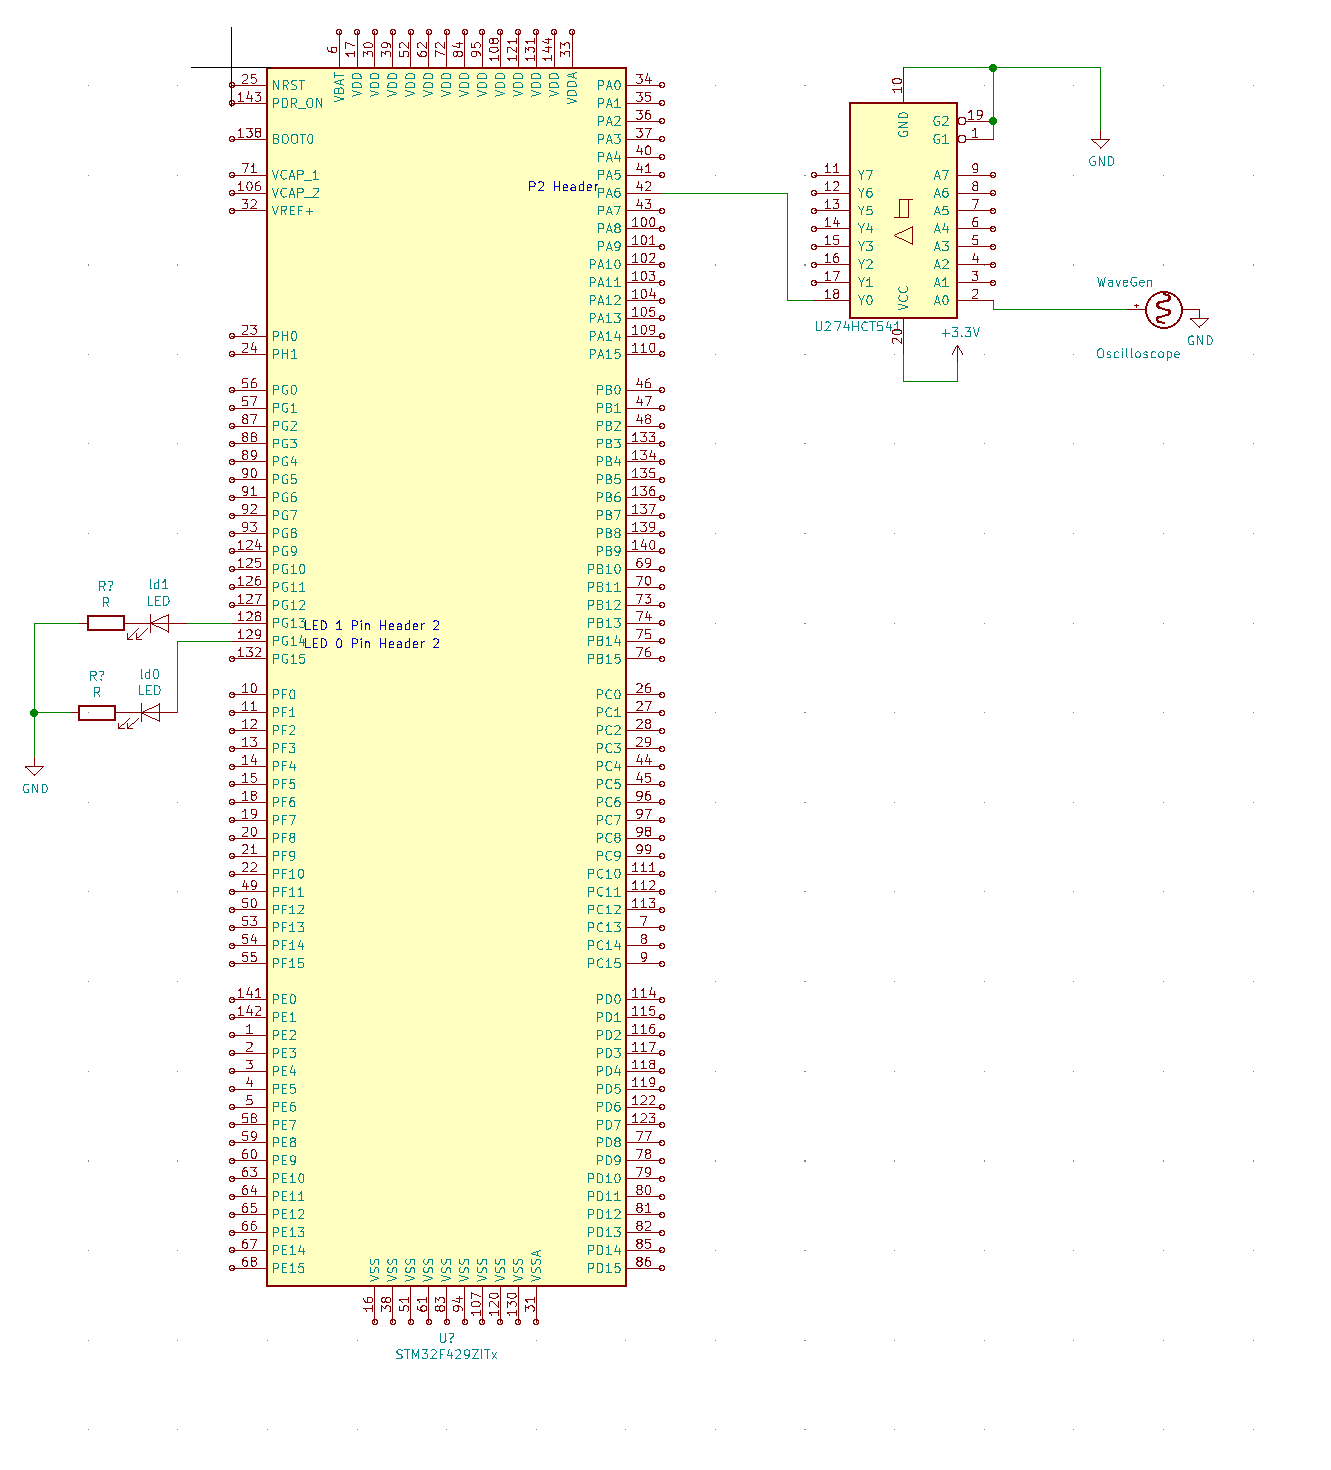 6 17 30 39 52 62 72 84 95 108 121 131 144 33
VBAT VDD VDD VDD VDD VDD VDD VDD VDD VDD VDD VDD VDD VDDA
25 NRST
143 PDR_ON
138 BOOT0
71 VCAP_1
106 VCAP_2
32 VREF+
23 PH0
24 PH1
56 PG0
57 PG1
87 PG2
88 PG3
89 PG4
90 PG5
91 PG6
92 PG7
93 PG8
124 PG9
125 PG10
126 PG11
127 PG12
128 PG13 LED 1 Pin Header 2
129 PG14 LED 0 Pin Header 2
132 PG15
10 PF0
11 PF1
12 PF2
13 PF3
14 PF4
15 PF5
18 PF6
19 PF7
20 PF8
21 PF9
22 PF10
49 PF11
50 PF12
53 PF13
54 PF14
55 PF15
141 PE0
142 PE1
1 PE2
2 PE3
3 PE4
4 PE5
5 PE6
58 PE7
59 PE8
60 PE9
63 PE10
64 PE11
65 PE12
66 PE13
67 PE14
68 PE15
PA0 34
PA1 35
PA2 36
PA3 37
PA4 40
PA5 41
P2 Header PA6 42
PA7 43
PA8 100
PA9 101
PA10 102
PA11 103
PA12 104
PA13 105
PA14 109
PA15 110
PB0 46
PB1 47
PB2 48
PB3 133
PB4 134
PB5 135
PB6 136
PB7 137
PB8 139
PB9 140
PB10 69
PB11 70
PB12 73
PB13 74
PB14 75
PB15 76
PC0 26
PC1 27
PC2 28
PC3 29
PC4 44
PC5 45
PC6 96
PC7 97
PC8 98
PC9 99
PC10 111
PC11 112
PC12 113
PC13 7
PC14 8
PC15 9
PD0 114
PD1 115
PD2 116
PD3 117
PD4 118
PD5 119
PD6 122
PD7 123
PD8 77
PD9 78
PD10 79
PD11 80
PD12 81
PD13 82
PD14 85
PD15 86
VSS VSS VSS VSS VSS VSS VSS VSS VSS VSSA
16 38 51 61 83 94 107 120 130 31
U?
STM32F429ZITx
R?
R
ld1
LED
R?
R
ld0
LED
GND
10
GND
G2 19
G1 1
11 Y7 A7 9
12 Y6 A6 8
13 Y5 A5 7
14 Y4 A4 6
15 Y3 A3 5
16 Y2 A2 4
17 Y1 A1 3
18 Y0 A0 2
VCC
20
U274HCT541
+3.3V
GND
WaveGen
+
Oscilloscope
GND